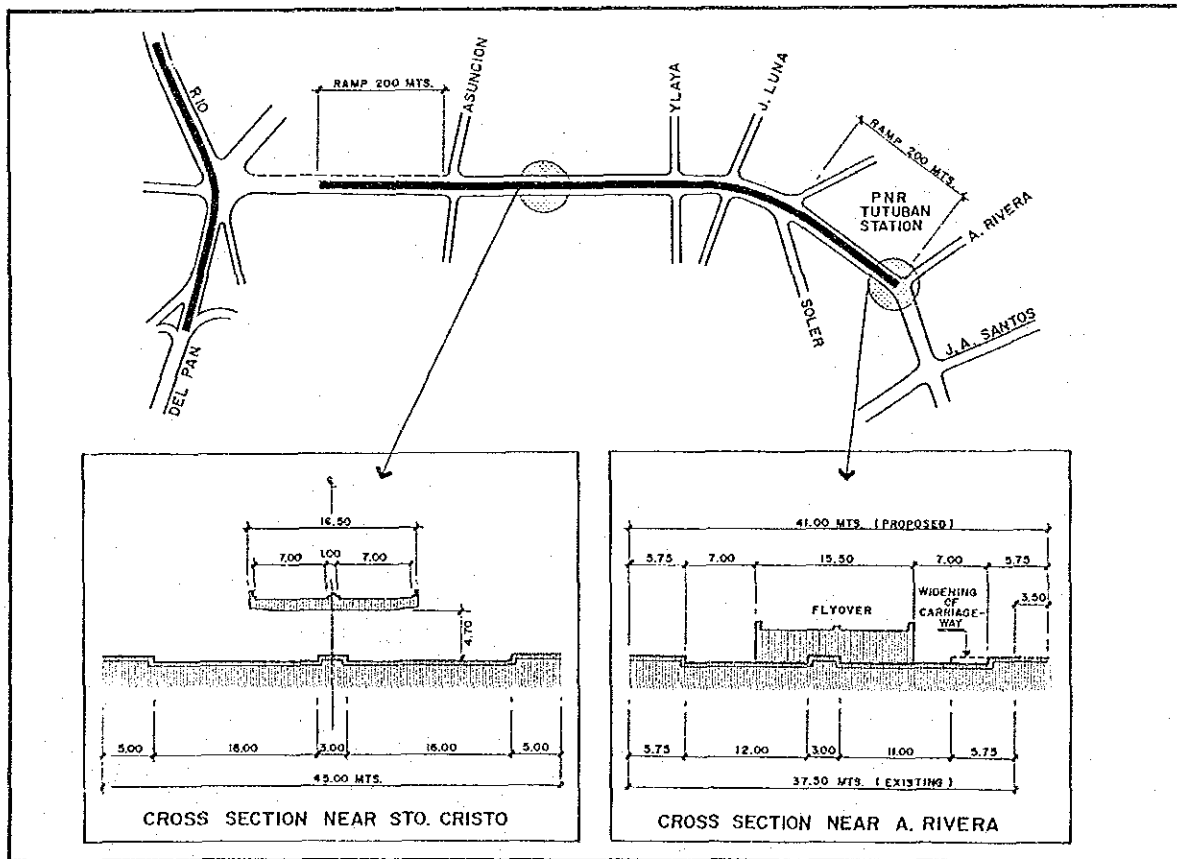 R10
RAMP 200 MTS.
ASUNCION
YLAYA
J. LUNA
RAMP 200 MTS.
PNR
TUTUBAN
STATION
A. RIVERA
SOLER
J.A. SANTOS
DEL PAN
℄
16.50
7.00 1.00 7.00
4.70
5.00 16.00 3.00 16.00 5.00
45.00 MTS.
CROSS SECTION NEAR STO. CRISTO
41.00 MTS. (PROPOSED)
5.75 7.00 15.50 7.00 5.75
3.50
WIDENING
OF
CARRIAGE-
WAY
FLYOVER
5.75 12.00 3.00 11.00 5.75
37.50 MTS. (EXISTING)
CROSS SECTION NEAR A. RIVERA